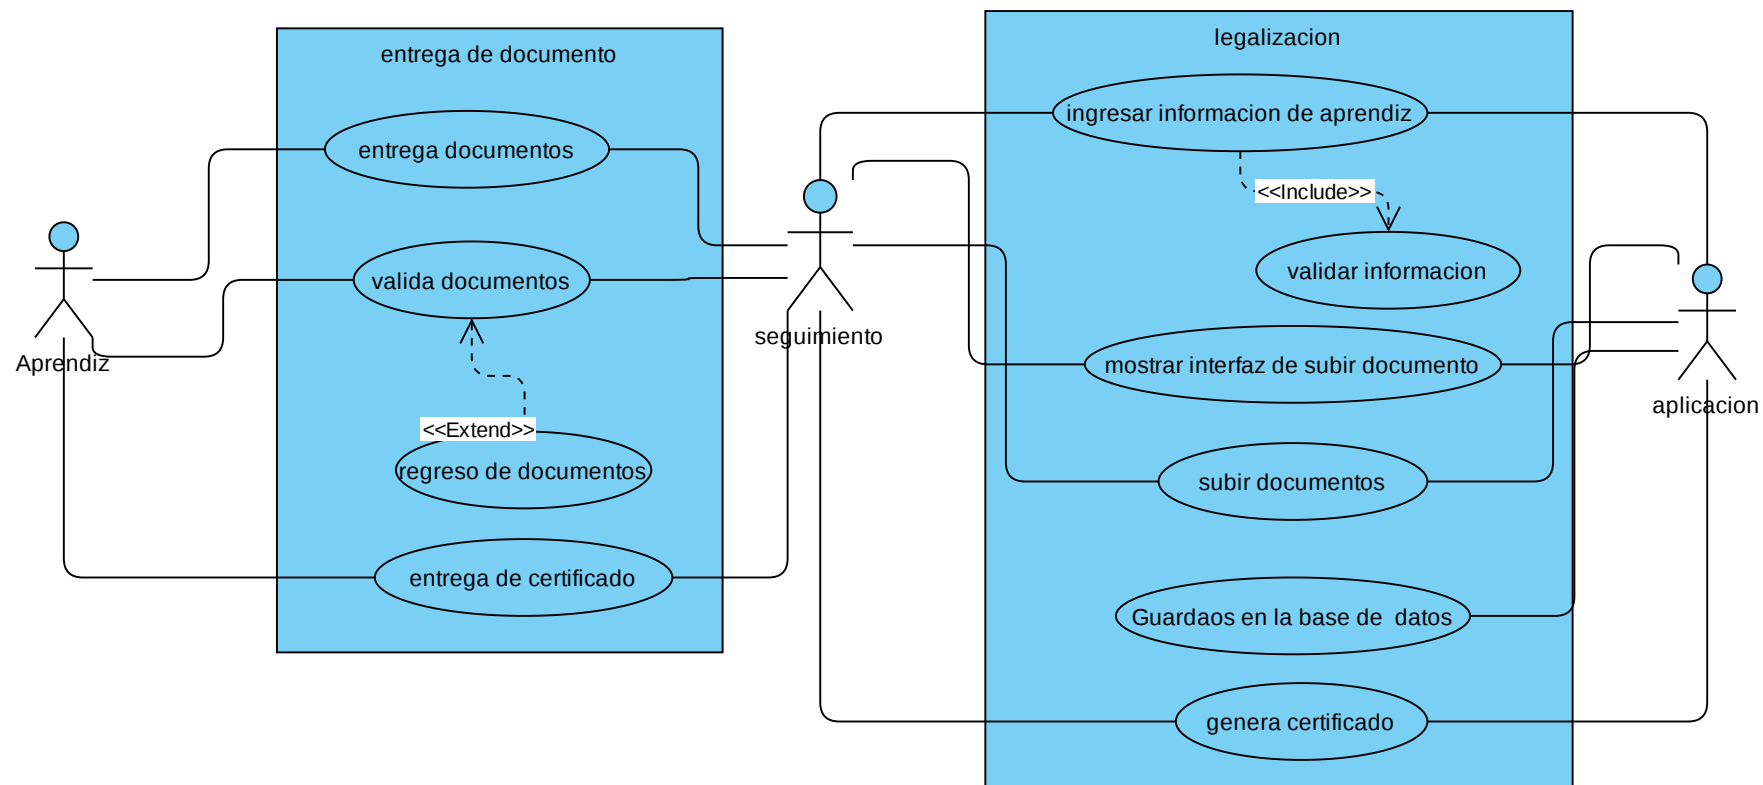 entrega de documento
entrega documentos
valida documentos
<<Extend>>
regreso de documentos
entrega de certificado
Aprendiz
seguimiento
legalizacion
ingresar informacion de aprendiz
<<Include>>
validar informacion
mostrar interfaz de subir documento
subir documentos
Guardaos en la base de  datos
genera certificado
aplicacion